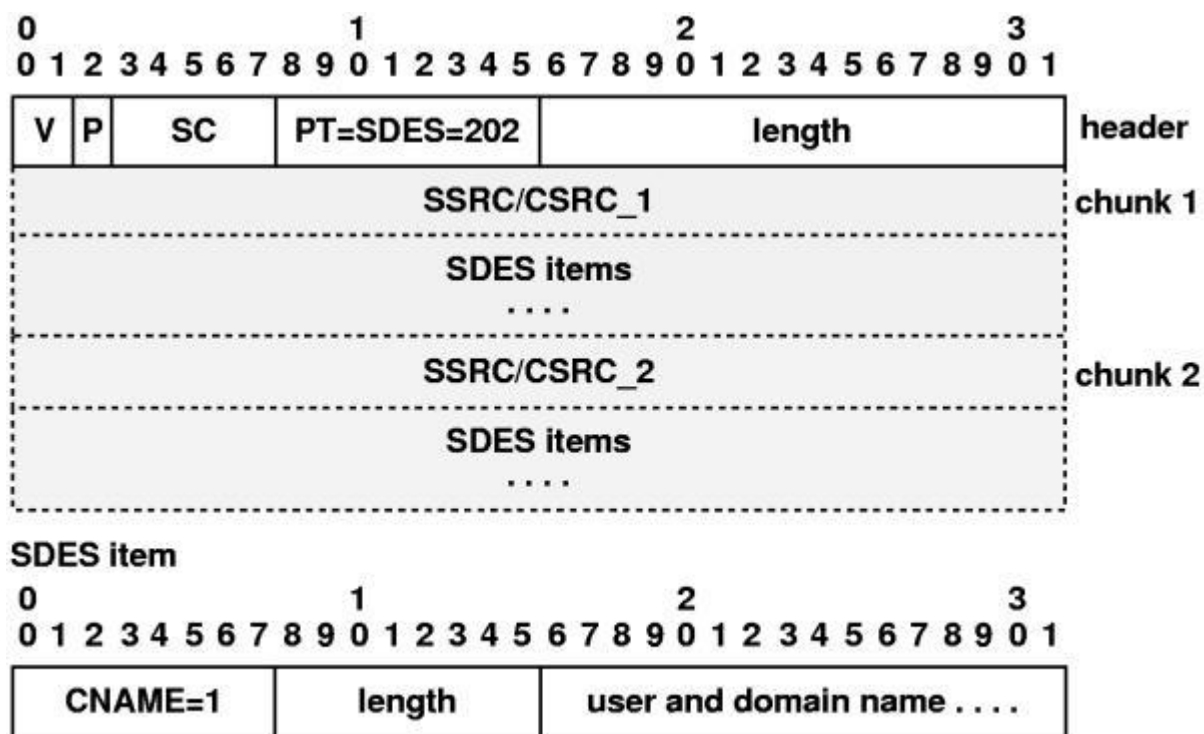 0 1 2 3
0 1 2 3 4 5 6 7 8 9 0 1 2 3 4 5 6 7 8 9 0 1 2 3 4 5 6 7 8 9 0 1
V P SC PT=SDES=202 length header
SSRC/CSRC_1 chunk 1
SDES items
. . . .
SSRC/CSRC_2 chunk 2
SDES items
. . . .
SDES item
0 1 2 3
0 1 2 3 4 5 6 7 8 9 0 1 2 3 4 5 6 7 8 9 0 1 2 3 4 5 6 7 8 9 0 1
CNAME=1 length user and domain name . . . .